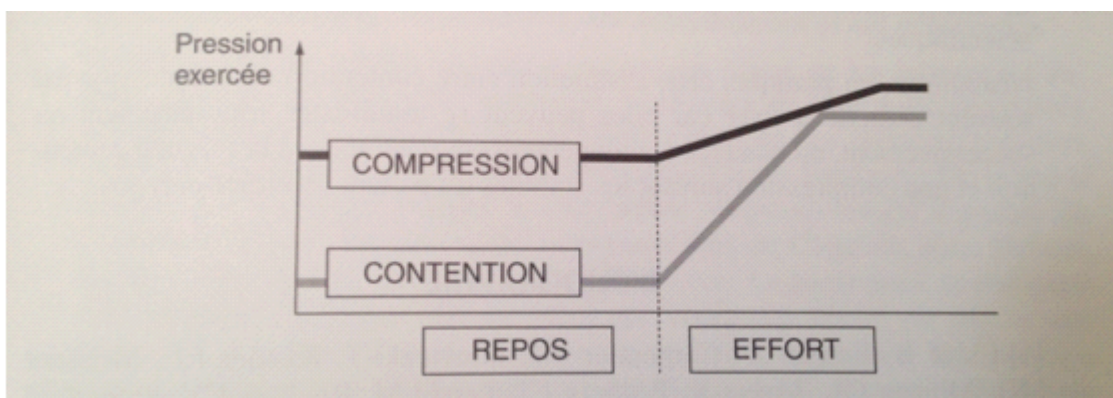 Pression
exercée
COMPRESSION
CONTENTION
REPOS
EFFORT